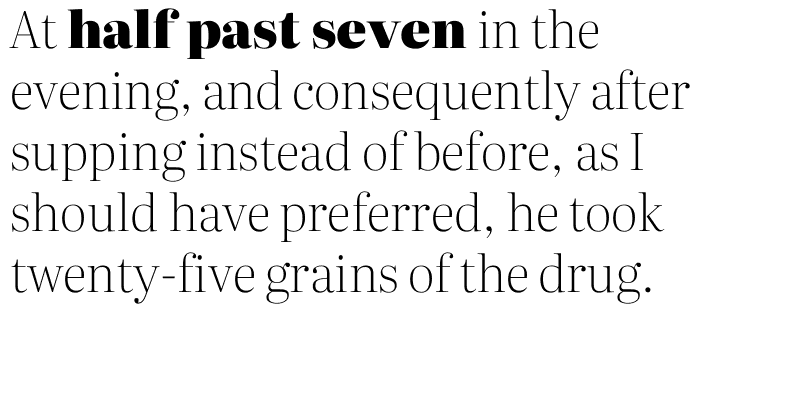 At half past seven in the
evening, and consequently after
supping instead of before, as I
should have preferred, he took
twenty-five grains of the drug.